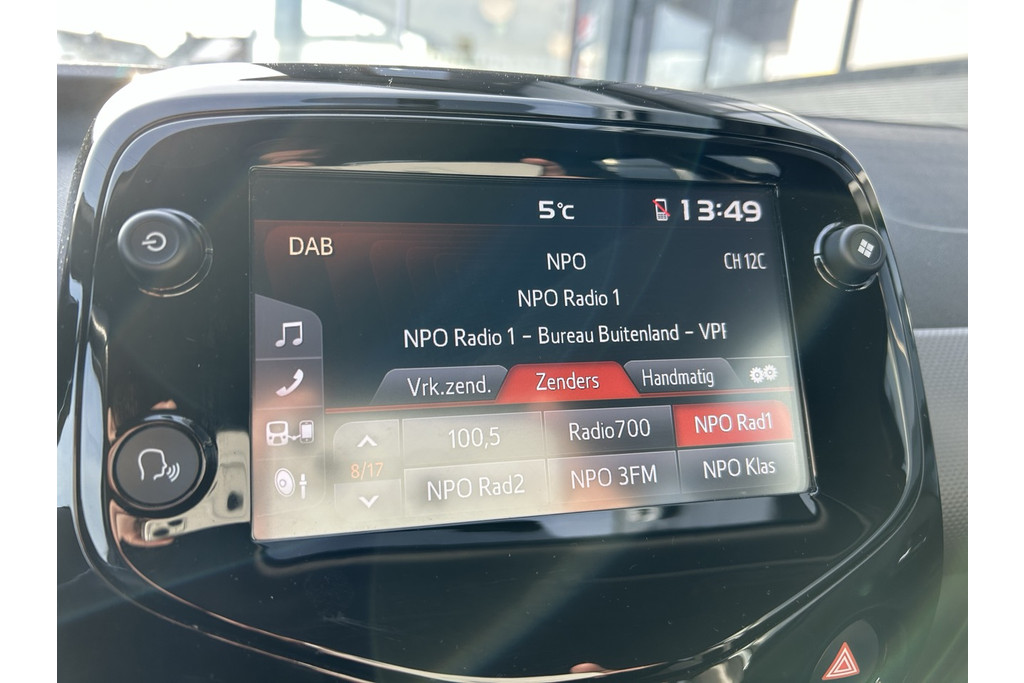 5°C
13:49
DAB
NPO
CH 12C
NPO Radio 1
NPO Radio 1 - Bureau Buitenland - VPR
Vrk.zend.
Zenders
Handmatig
8/17
100,5
Radio700
NPO Rad1
NPO Rad2
NPO 3FM
NPO Klas